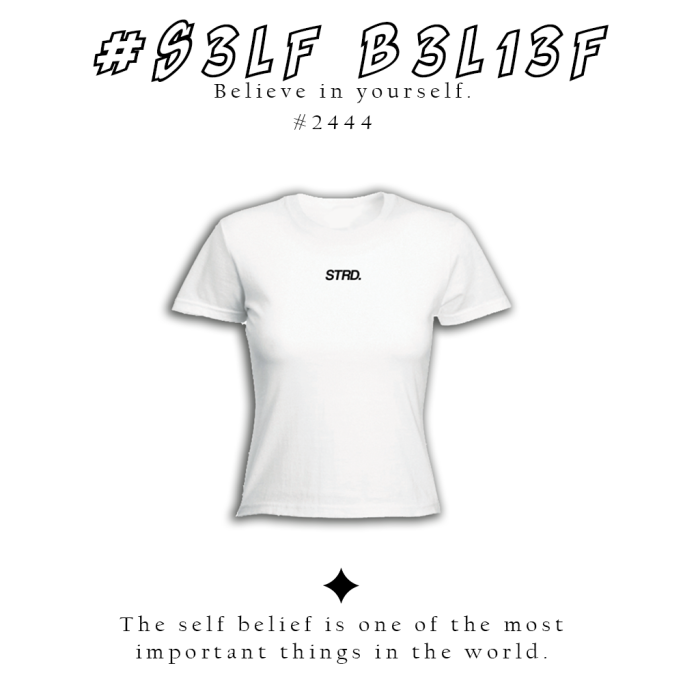 #S3LF B3L13F
Believe in yourself.
#2444
STRD.
The self belief is one of the most
important things in the world.